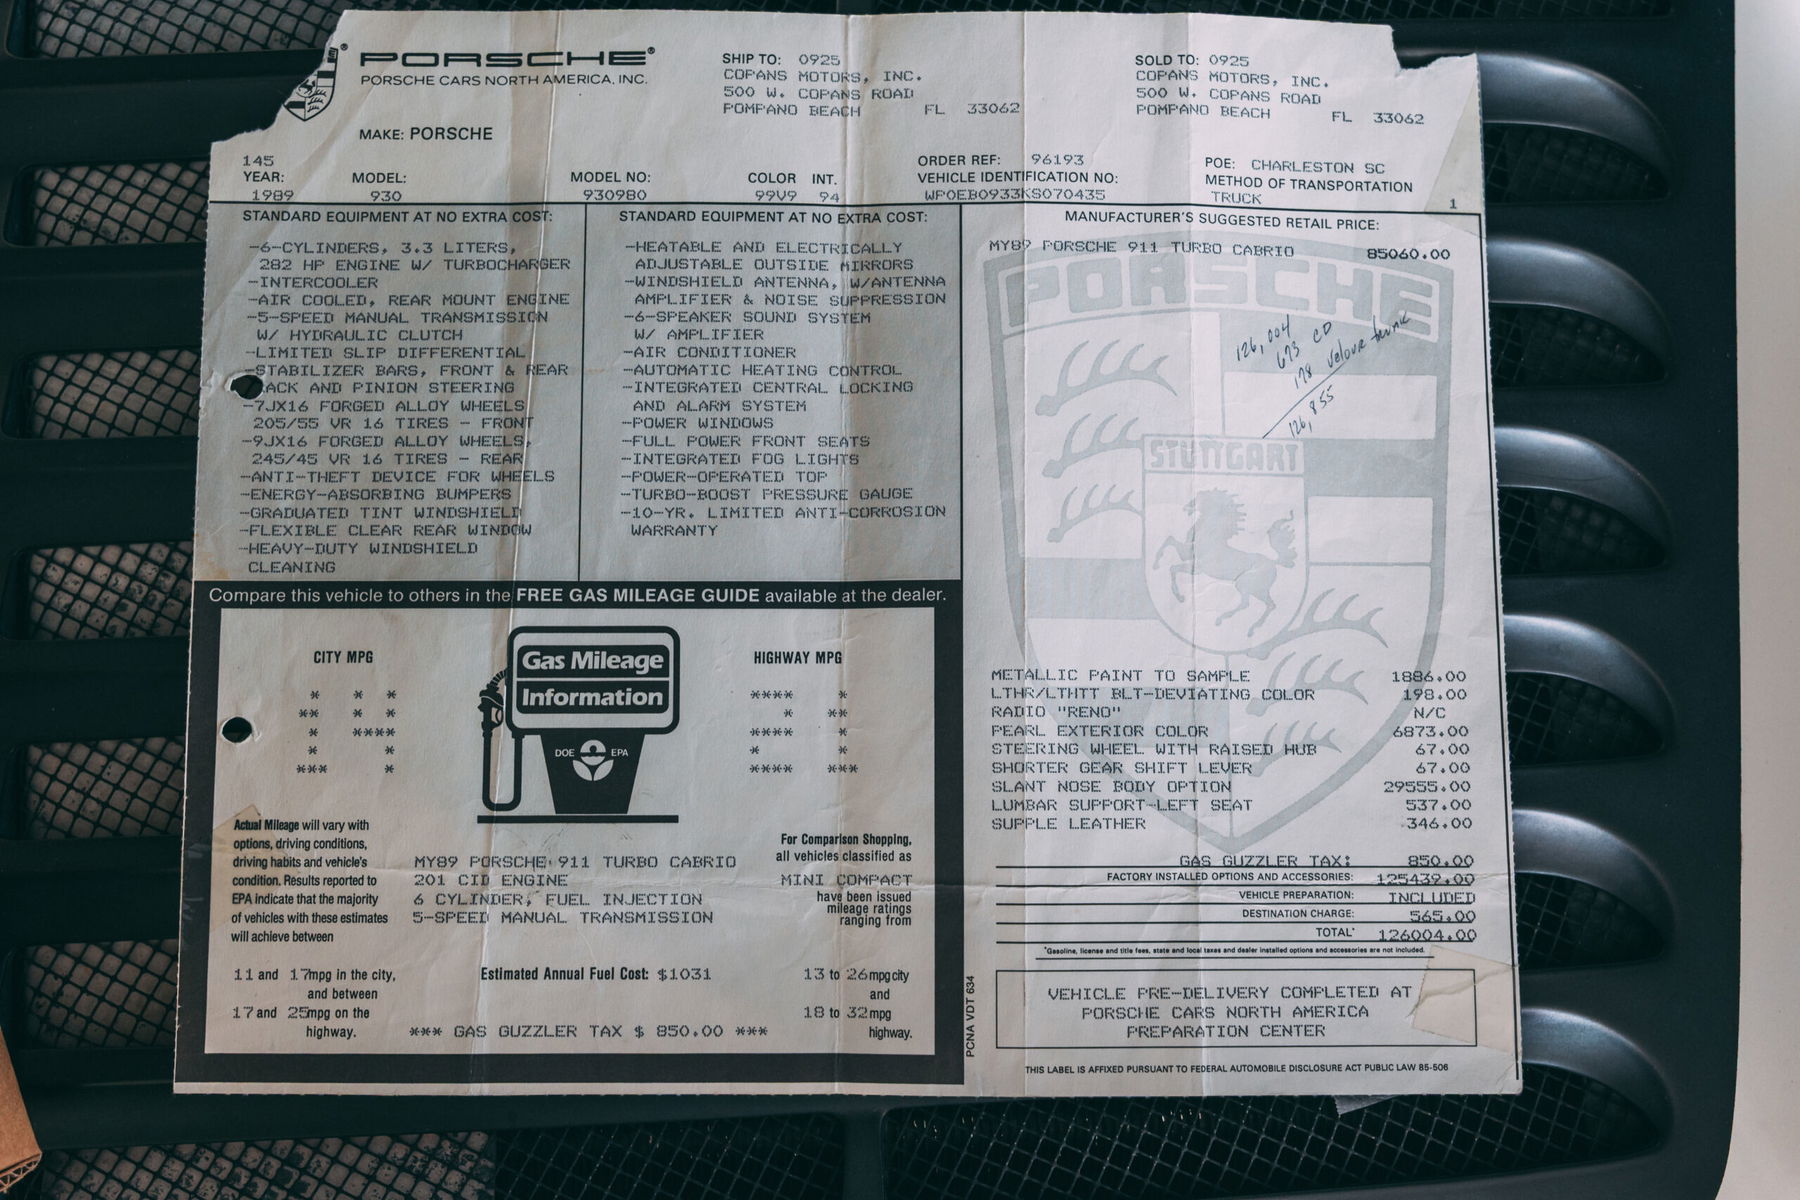 PORSCHE®
PORSCHE CARS NORTH AMERICA, INC.
MAKE: PORSCHE
SHIP TO: 0925
COPANS MOTORS, INC.
500 W. COPANS ROAD
POMPANO BEACH FL 33062
SOLD TO: 0925
COPANS MOTORS, INC.
500 W. COPANS ROAD
POMPANO BEACH FL 33062
145
YEAR: MODEL: MODEL NO: COLOR INT.
1989 930 930980 99V9 94
ORDER REF: 96193
VEHICLE IDENTIFICATION NO:
WP0EB0933KS070435
POE: CHARLESTON SC
METHOD OF TRANSPORTATION
TRUCK 1
STANDARD EQUIPMENT AT NO EXTRA COST:
-6-CYLINDERS, 3.3 LITERS,
282 HP ENGINE W/ TURBOCHARGER
-INTERCOOLER
-AIR COOLED, REAR MOUNT ENGINE
-5-SPEED MANUAL TRANSMISSION
W/ HYDRAULIC CLUTCH
-LIMITED SLIP DIFFERENTIAL
-STABILIZER BARS, FRONT & REAR
-ACK AND PINION STEERING
-7JX16 FORGED ALLOY WHEELS
205/55 VR 16 TIRES - FRONT
-9JX16 FORGED ALLOY WHEELS,
245/45 VR 16 TIRES - REAR
-ANTI-THEFT DEVICE FOR WHEELS
-ENERGY-ABSORBING BUMPERS
-GRADUATED TINT WINDSHIELD
-FLEXIBLE CLEAR REAR WINDOW
-HEAVY-DUTY WINDSHIELD
CLEANING
STANDARD EQUIPMENT AT NO EXTRA COST:
-HEATABLE AND ELECTRICALLY
ADJUSTABLE OUTSIDE MIRRORS
-WINDSHIELD ANTENNA, W/ANTENNA
AMPLIFIER & NOISE SUPPRESSION
-6-SPEAKER SOUND SYSTEM
W/ AMPLIFIER
-AIR CONDITIONER
-AUTOMATIC HEATING CONTROL
-INTEGRATED CENTRAL LOCKING
AND ALARM SYSTEM
-POWER WINDOWS
-FULL POWER FRONT SEATS
-INTEGRATED FOG LIGHTS
-POWER-OPERATED TOP
-TURBO-BOOST PRESSURE GAUGE
-10-YR. LIMITED ANTI-CORROSION
WARRANTY
MANUFACTURER'S SUGGESTED RETAIL PRICE:
MY89 PORSCHE 911 TURBO CABRIO 85060.00
PORSCHE
STUTTGART
126,004
673 CD
178 Velour trunk
126,855
METALLIC PAINT TO SAMPLE 1886.00
LTHR/LTHTT BLT-DEVIATING COLOR 198.00
RADIO "RENO" N/C
PEARL EXTERIOR COLOR 6873.00
STEERING WHEEL WITH RAISED HUB 67.00
SHORTER GEAR SHIFT LEVER 67.00
SLANT NOSE BODY OPTION 29555.00
LUMBAR SUPPORT-LEFT SEAT 537.00
SUPPLE LEATHER 346.00
GAS GUZZLER TAX: 850.00
FACTORY INSTALLED OPTIONS AND ACCESSORIES: 125439.00
VEHICLE PREPARATION: INCLUDED
DESTINATION CHARGE: 565.00
TOTAL* 126004.00
*Gasoline, license and title fees, state and local taxes and dealer installed options and accessories are not included.
VEHICLE PRE-DELIVERY COMPLETED AT
PORSCHE CARS NORTH AMERICA
PREPARATION CENTER
THIS LABEL IS AFFIXED PURSUANT TO FEDERAL AUTOMOBILE DISCLOSURE ACT PUBLIC LAW 85-506
PCNA VDT 634
Compare this vehicle to others in the FREE GAS MILEAGE GUIDE available at the dealer.
CITY MPG
14
Gas Mileage
Information
DOE EPA
HIGHWAY MPG
21
Actual Mileage will vary with
options, driving conditions,
driving habits and vehicle's
condition. Results reported to
EPA indicate that the majority
of vehicles with these estimates
will achieve between
11 and 17mpg in the city,
and between
17 and 25mpg on the
highway.
MY89 PORSCHE 911 TURBO CABRIO
201 CID ENGINE
6 CYLINDER, FUEL INJECTION
5-SPEED MANUAL TRANSMISSION
Estimated Annual Fuel Cost: $1031
*** GAS GUZZLER TAX $ 850.00 ***
For Comparison Shopping,
all vehicles classified as
MINI COMPACT
have been issued
mileage ratings
ranging from
13 to 26mpg city
and
18 to 32mpg
highway.